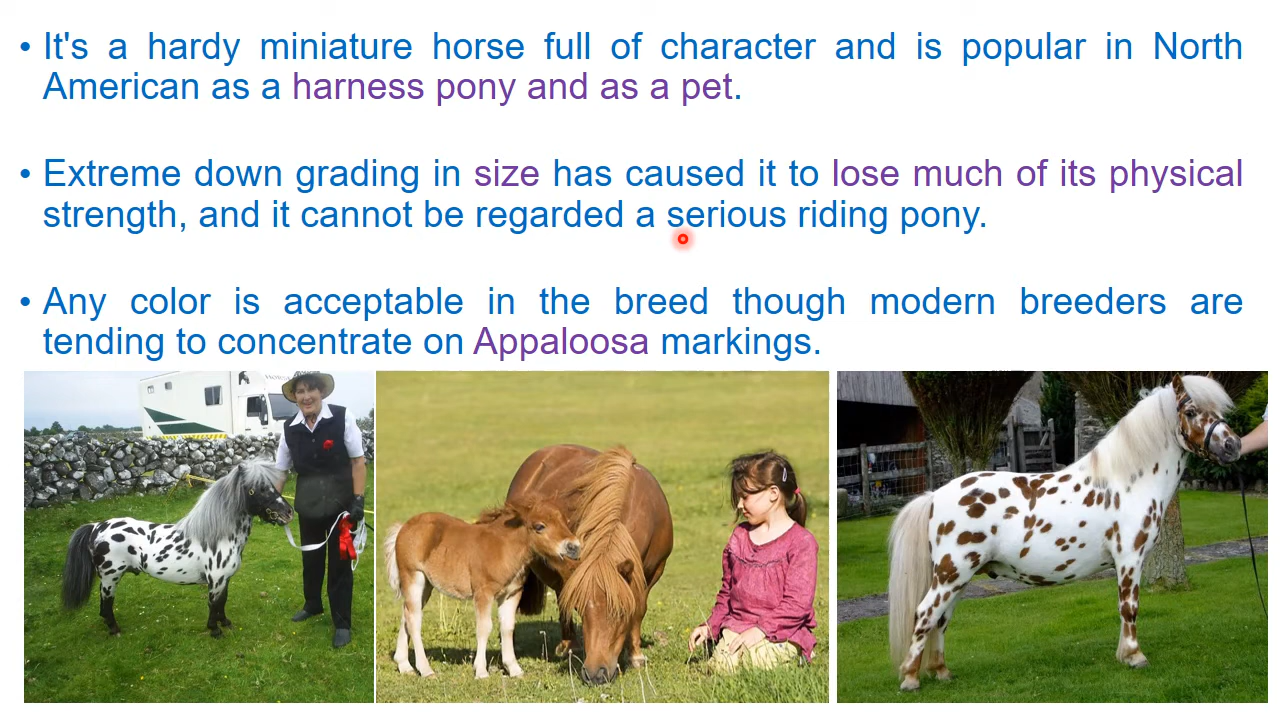 • It's a hardy miniature horse full of character and is popular in North
American as a harness pony and as a pet.
• Extreme down grading in size has caused it to lose much of its physical
strength, and it cannot be regarded a serious riding pony.
• Any color is acceptable in the breed though modern breeders are
tending to concentrate on Appaloosa markings.